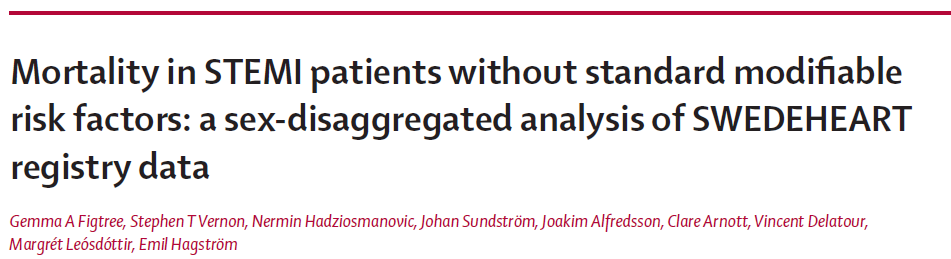 Mortality in STEMI patients without standard modifiable
risk factors: a sex-disaggregated analysis of SWEDEHEART
registry data
Gemma A Figtree, Stephen T Vernon, Nermin Hadziosmanovic, Johan Sundström, Joakim Alfredsson, Clare Arnott, Vincent Delatour,
Margrét Leósdóttir, Emil Hagström